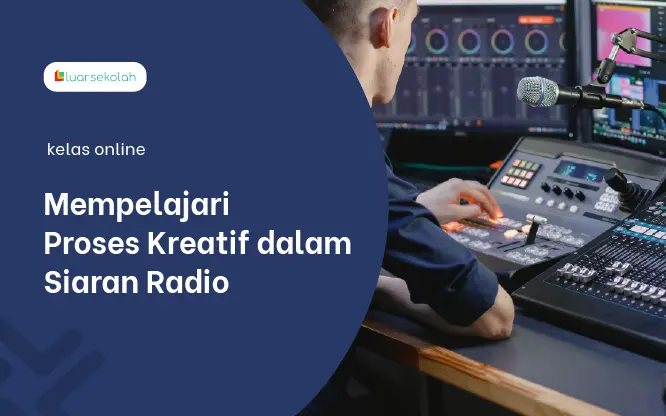 luarsekolah
kelas online
Mempelajari
Proses Kreatif dalam
Siaran Radio